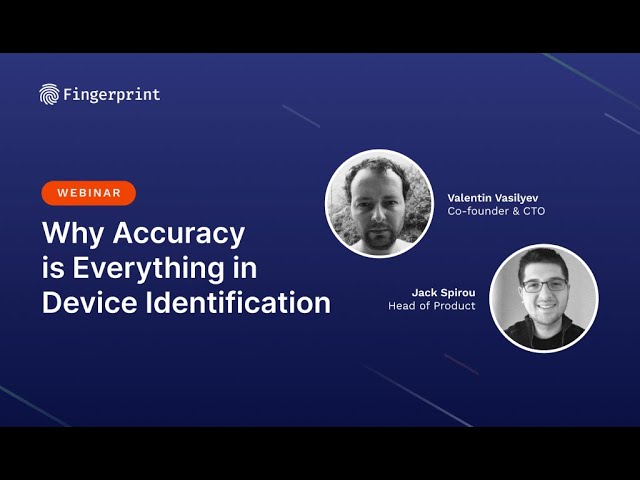 Fingerprint
WEBINAR
Why Accuracy
is Everything in
Device Identification
Valentin Vasilyev
Co-founder & CTO
Jack Spirou
Head of Product